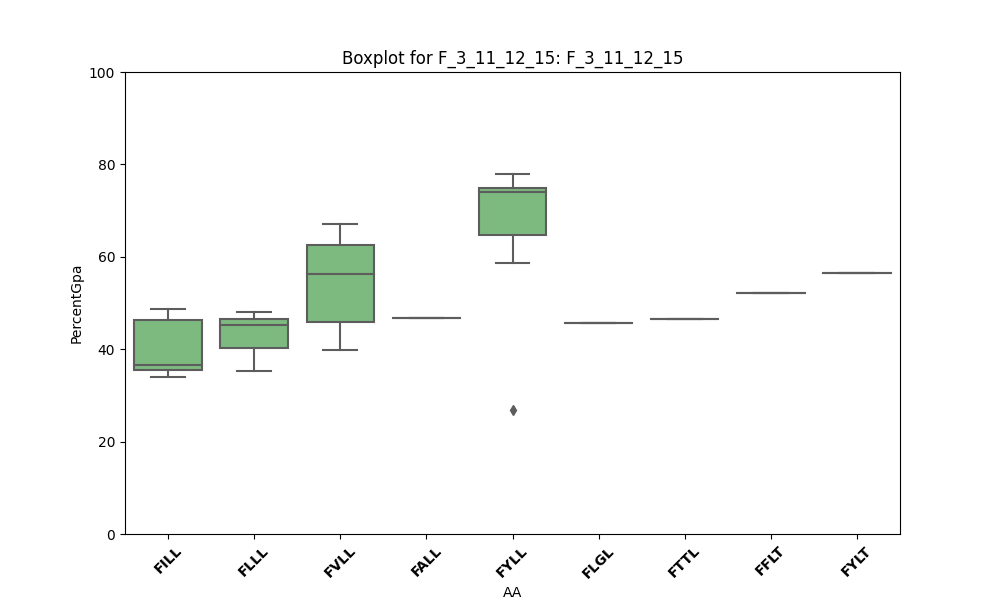 Boxplot for F_3_11_12_15: F_3_11_12_15
100
80
60
40
20
0
PercentGpa
FILL
FLLL
FVLL
FALL
FYLL
FLGL
FTTL
FFLT
FYLT
AA